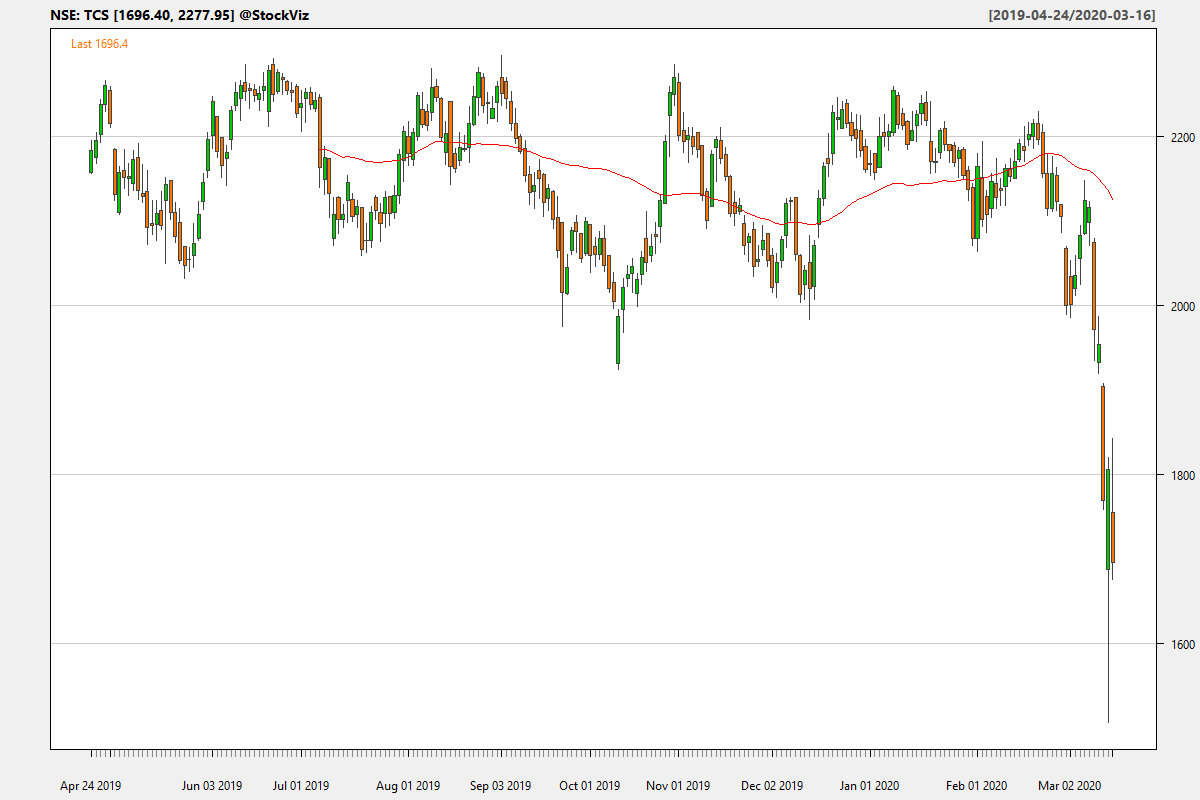 NSE: TCS [1696.40, 2277.95] @StockViz
[2019-04-24/2020-03-16]
Last 1696.4
2200
2000
1800
1600
Apr 24 2019
Jun 03 2019
Jul 01 2019
Aug 01 2019
Sep 03 2019
Oct 01 2019
Nov 01 2019
Dec 02 2019
Jan 01 2020
Feb 01 2020
Mar 02 2020